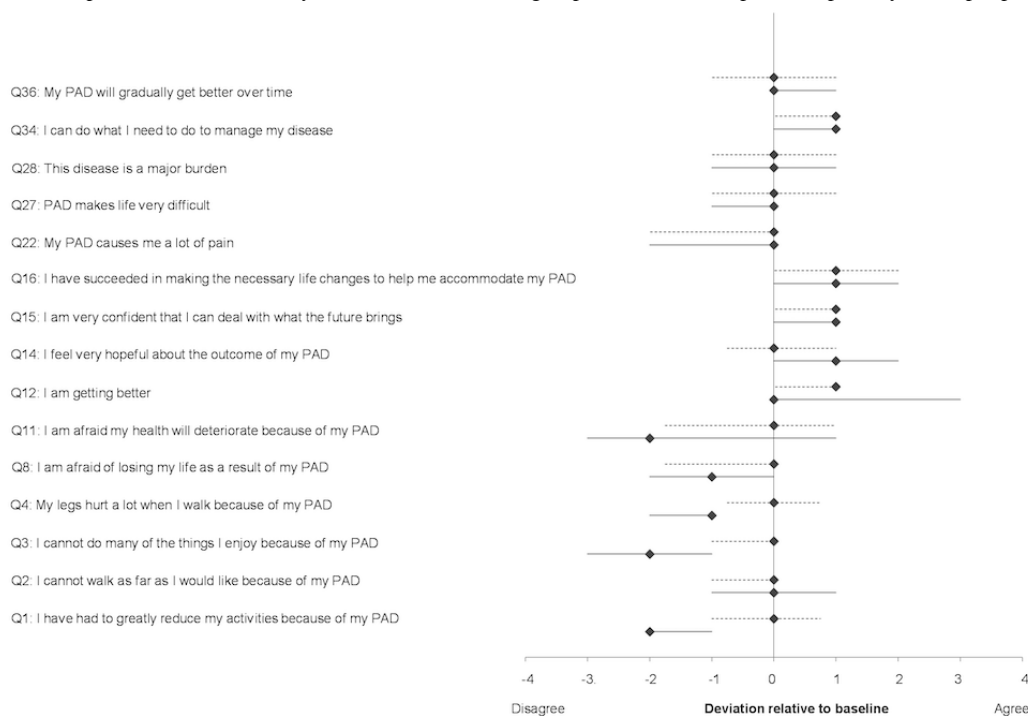 Q36: My PAD will gradually get better over time
Q34: I can do what I need to do to manage my disease
Q28: This disease is a major burden
Q27: PAD makes life very difficult
Q22: My PAD causes me a lot of pain
Q16: I have succeeded in making the necessary life changes to help me accommodate my PAD
Q15: I am very confident that I can deal with what the future brings
Q14: I feel very hopeful about the outcome of my PAD
Q12: I am getting better
Q11: I am afraid my health will deteriorate because of my PAD
Q8: I am afraid of losing my life as a result of my PAD
Q4: My legs hurt a lot when I walk because of my PAD
Q3: I cannot do many of the things I enjoy because of my PAD
Q2: I cannot walk as far as I would like because of my PAD
Q1: I have had to greatly reduce my activities because of my PAD
-4 -3 -2 -1 0 1 2 3 4
Disagree Deviation relative to baseline Agree